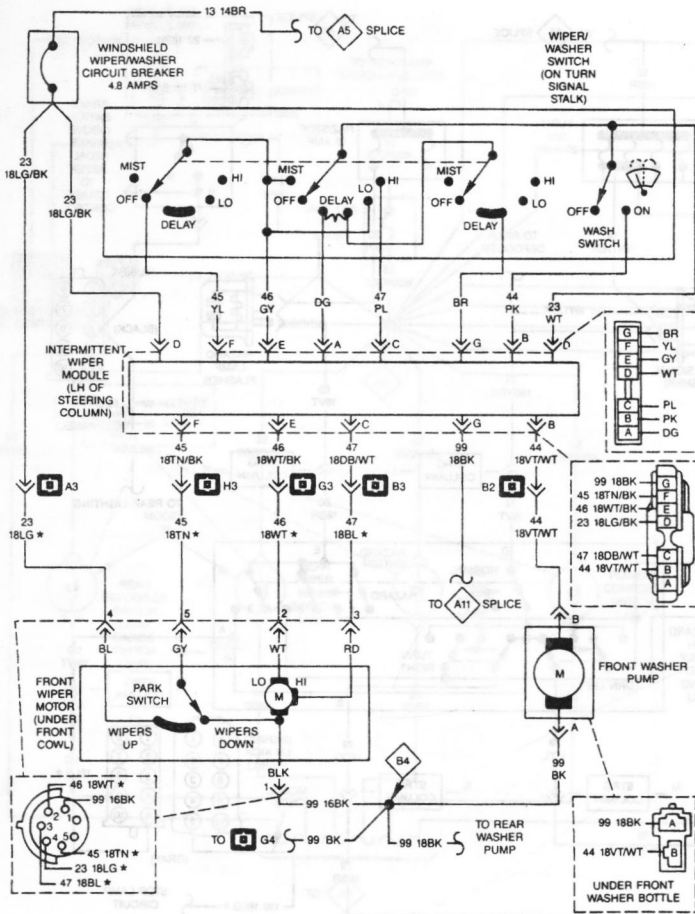 13 14BR
TO A5 SPLICE
WINDSHIELD
WIPER/WASHER
CIRCUIT BREAKER
4.8 AMPS
WIPER/
WASHER
SWITCH
(ON TURN
SIGNAL
STALK)
23
18LG/BK
23
18LG/BK
MIST
OFF
HI
LO
DELAY
MIST
OFF
DELAY
LO
HI
MIST
OFF
HI
LO
DELAY
OFF
ON
WASH
SWITCH
45
YL
46
GY
DG
47
PL
BR
44
PK
23
WT
D
F
E
A
C
G
B
D
INTERMITTENT
WIPER
MODULE
(LH OF
STEERING
COLUMN)
G BR
F YL
E GY
D WT
C PL
B PK
A DG
F
E
C
G
B
45
18TN/BK
46
18WT/BK
47
18DB/WT
99
18BK
44
18VT/WT
A3
H3
G3
B3
B2
99 18BK G
45 18TN/BK F
46 18WT/BK E
23 18LG/BK D
47 18DB/WT C
44 18VT/WT B
A
23
18LG ★
45
18TN ★
46
18WT ★
47
18BL ★
44
18VT/WT
TO A11 SPLICE
4
5
2
3
BL
GY
WT
RD
B
FRONT
WIPER
MOTOR
(UNDER
FRONT
COWL)
PARK
SWITCH
WIPERS
UP
WIPERS
DOWN
LO
HI
M
M
FRONT WASHER
PUMP
A
99
BK
BLK
1
B4
99 16BK
TO G4
99 BK
99 18BK
TO REAR
WASHER
PUMP
46 18WT ★
99 16BK
2
1
3
4
5
45 18TN ★
23 18LG ★
47 18BL ★
99 18BK A
44 18VT/WT B
UNDER FRONT
WASHER BOTTLE